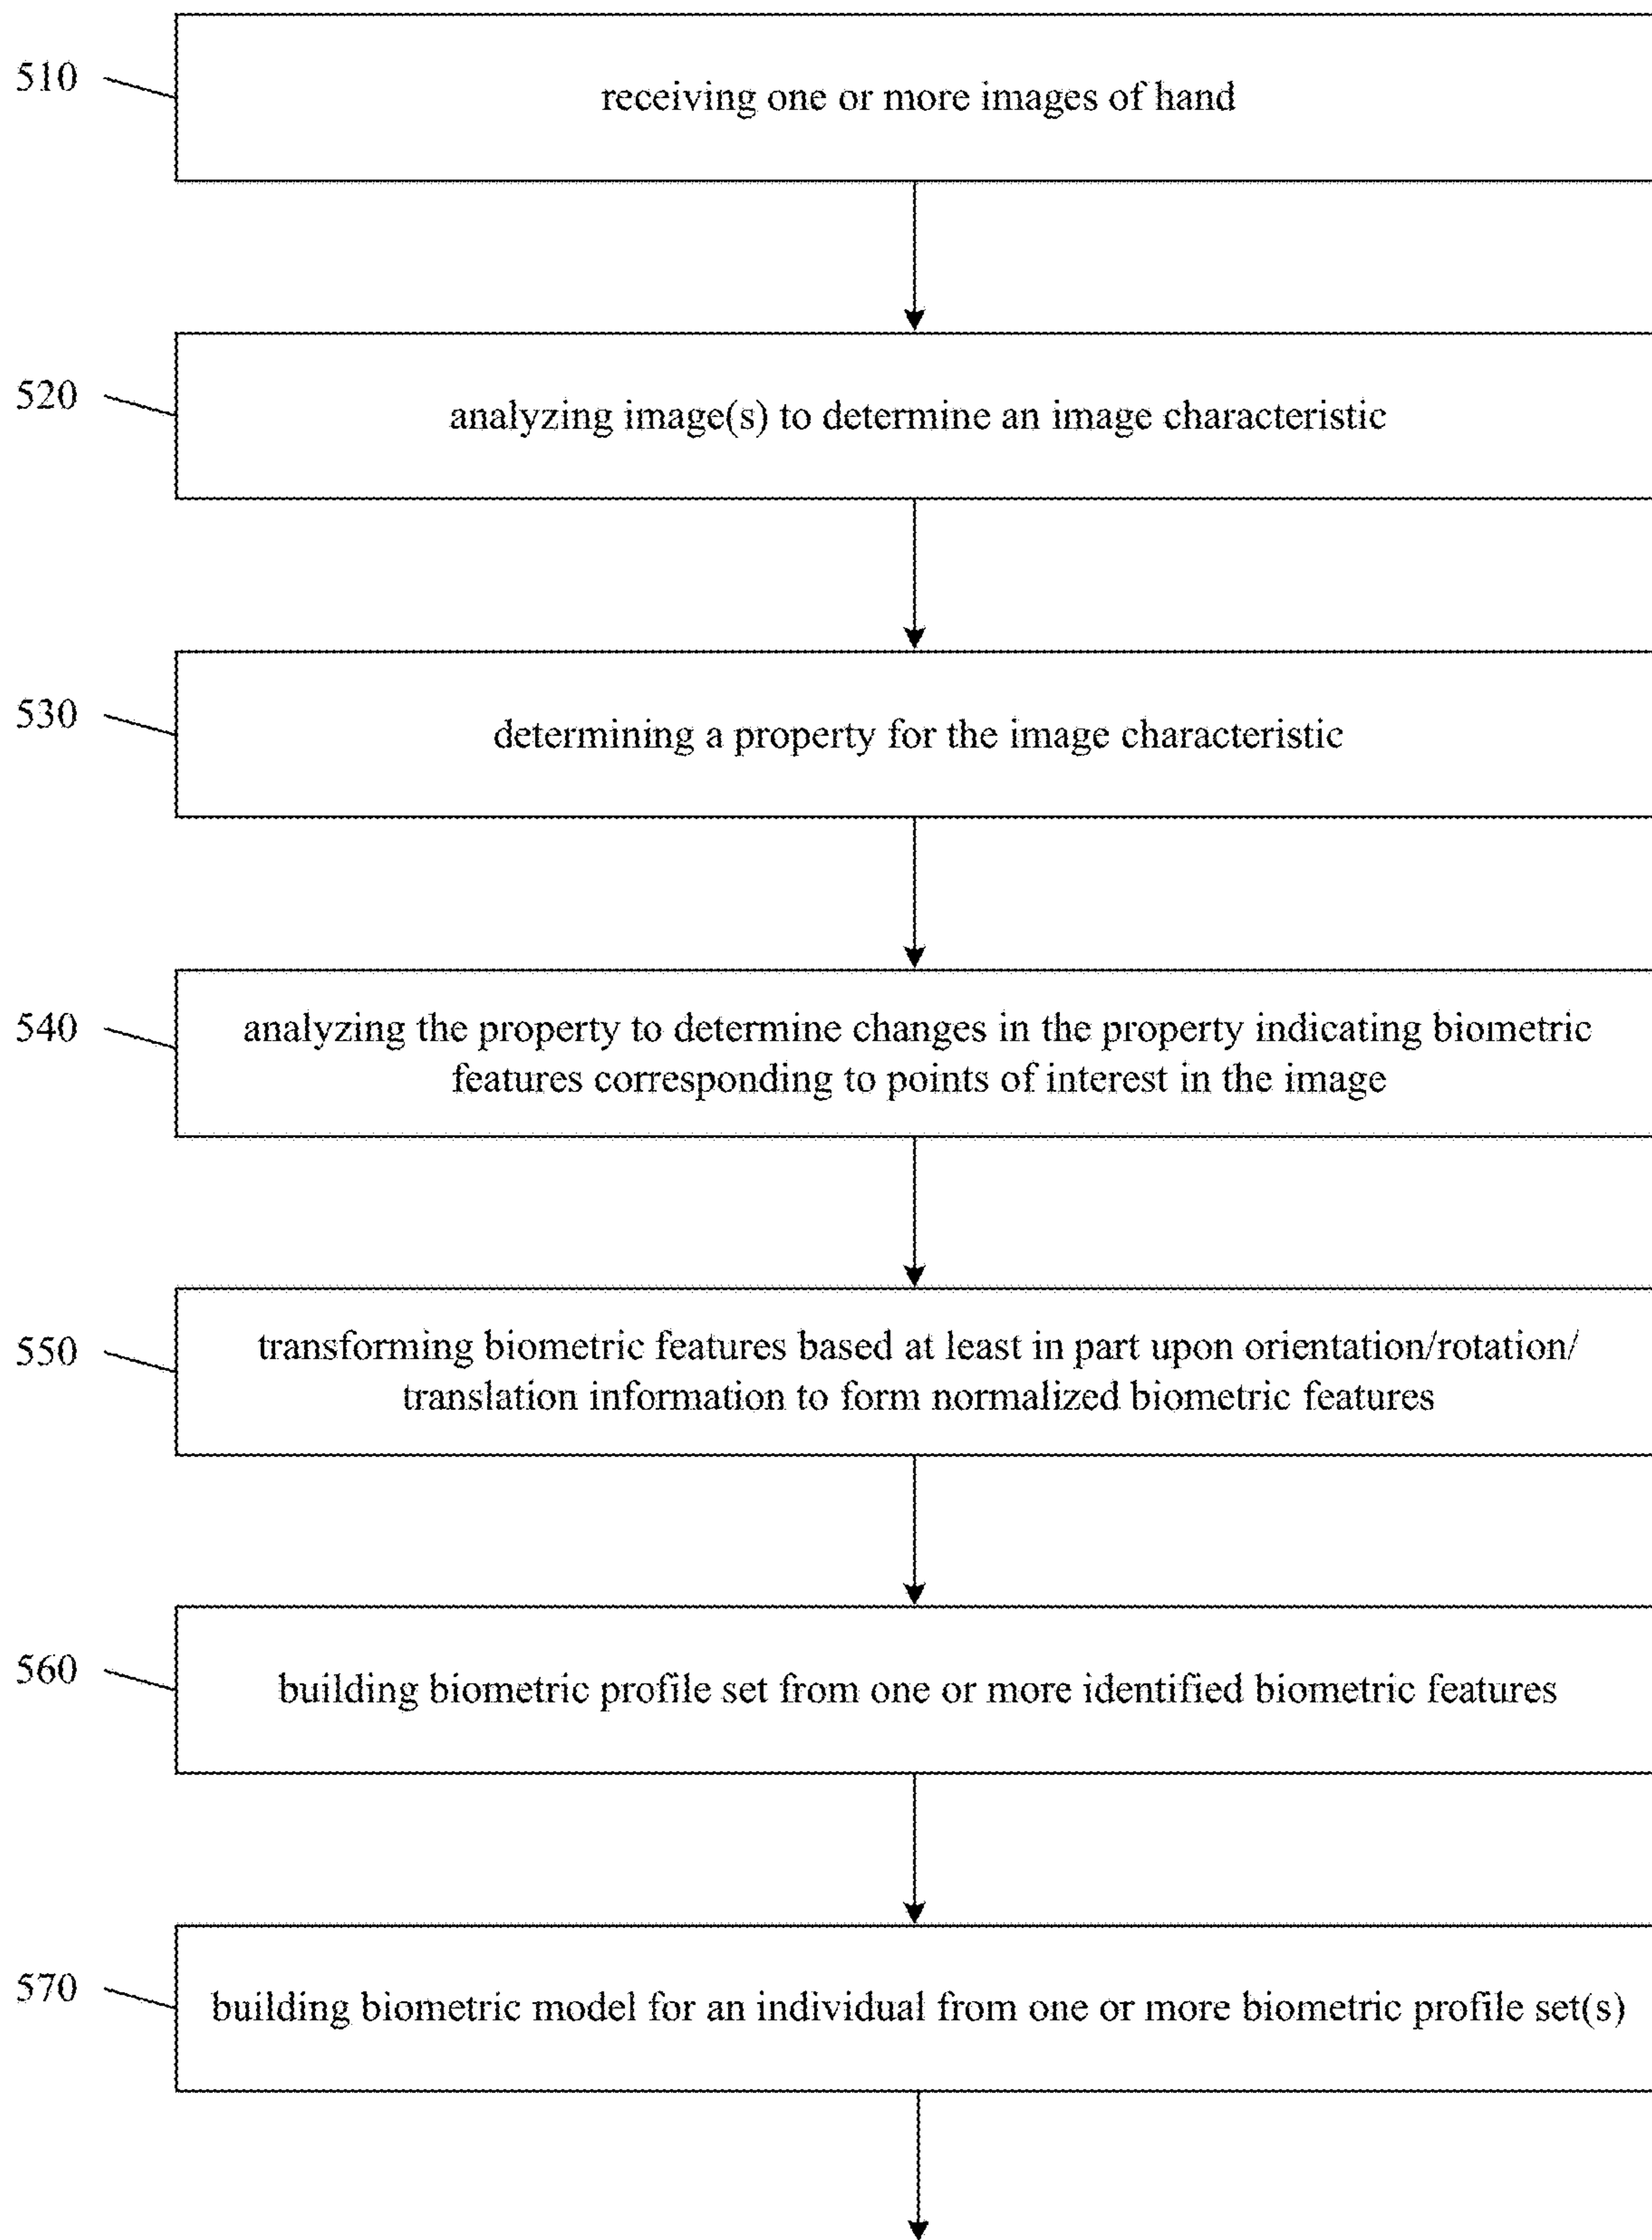 510
receiving one or more images of hand
520
analyzing image(s) to determine an image characteristic
530
determining a property for the image characteristic
540
analyzing the property to determine changes in the property indicating biometric
features corresponding to points of interest in the image
550
transforming biometric features based at least in part upon orientation/rotation/
translation information to form normalized biometric features
560
building biometric profile set from one or more identified biometric features
570
building biometric model for an individual from one or more biometric profile set(s)